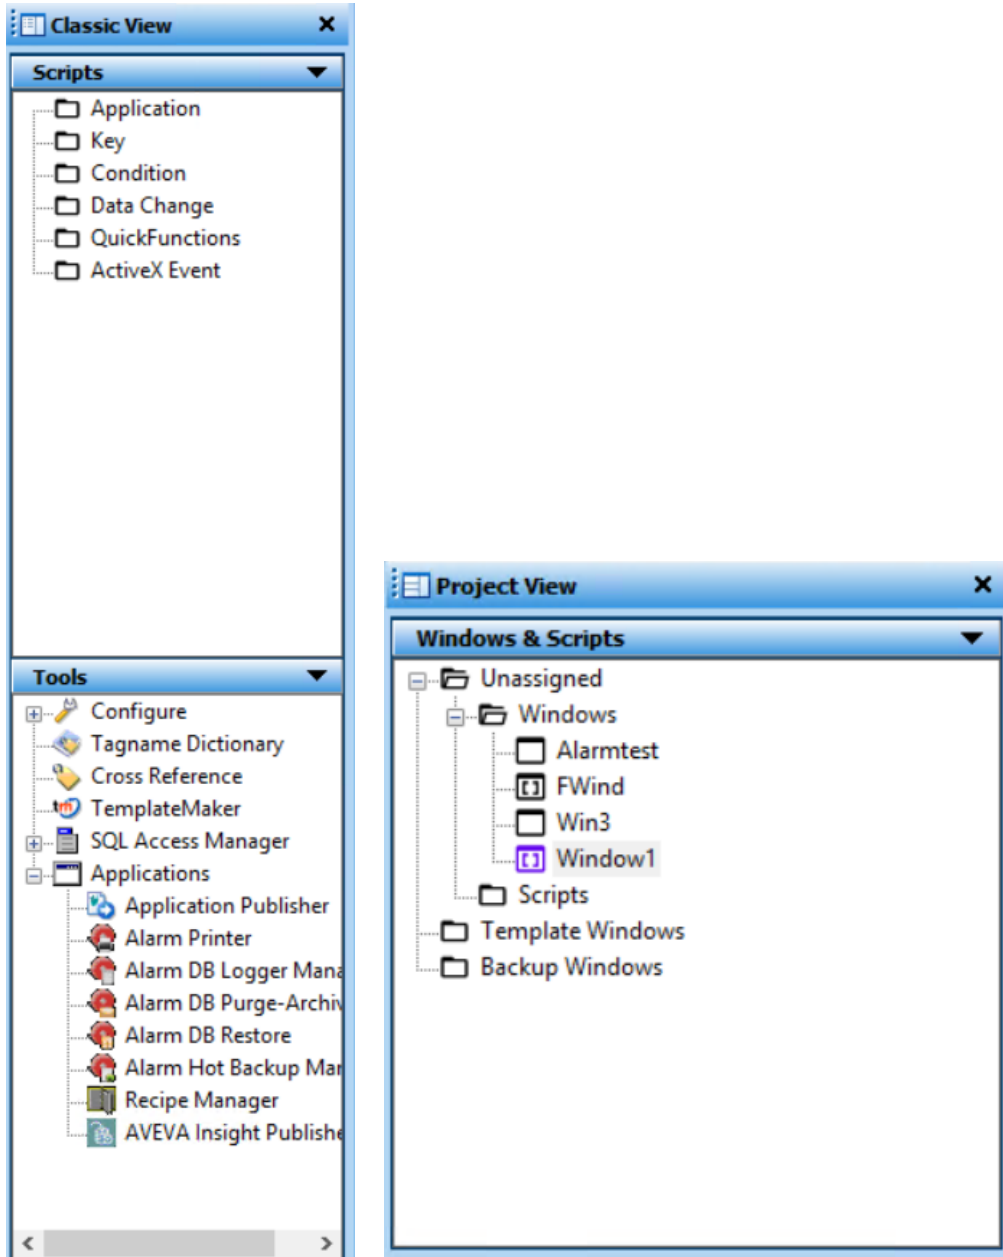 Classic View
Scripts
Application
Key
Condition
Data Change
QuickFunctions
ActiveX Event
Tools
Configure
Tagname Dictionary
Cross Reference
TemplateMaker
SQL Access Manager
Applications
Application Publisher
Alarm Printer
Alarm DB Logger Mana
Alarm DB Purge-Archiv
Alarm DB Restore
Alarm Hot Backup Mar
Recipe Manager
AVEVA Insight Publishe
Project View
Windows & Scripts
Unassigned
Windows
Alarmtest
FWind
Win3
Window1
Scripts
Template Windows
Backup Windows